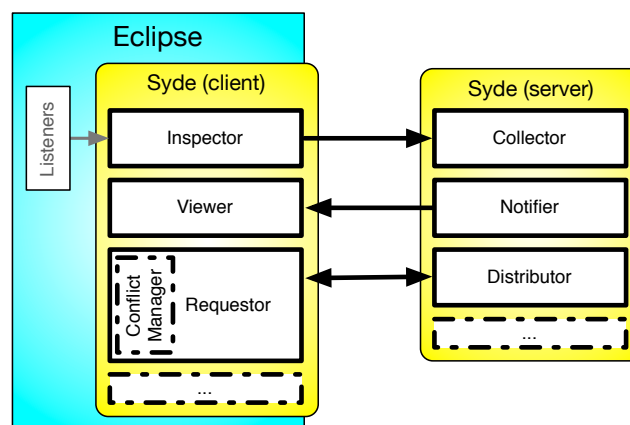 Eclipse
Syde (client)
Listeners
Inspector
Viewer
Conflict
Manager
Requestor
...
Syde (server)
Collector
Notifier
Distributor
...